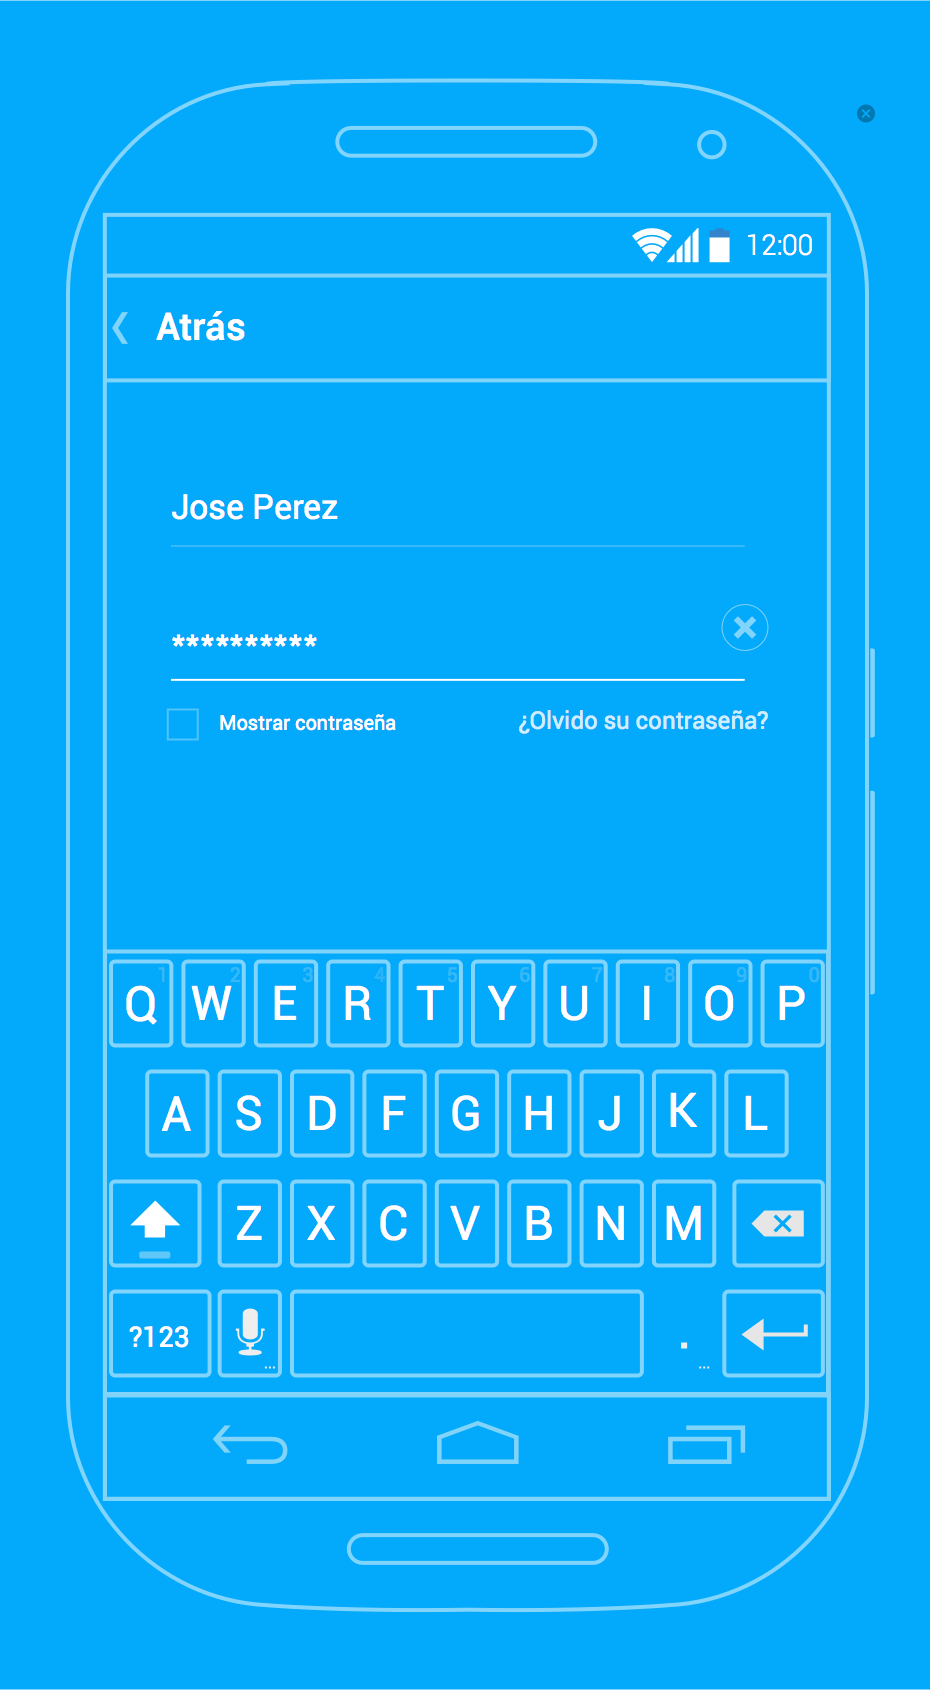 12:00
Atrás
Jose Perez
**********
Mostrar contraseña ¿Olvido su contraseña?
1 2 3 4 5 6 7 8 9 0
Q W E R T Y U I O P
A S D F G H J K L
Z X C V B N M
?123 ... . ...